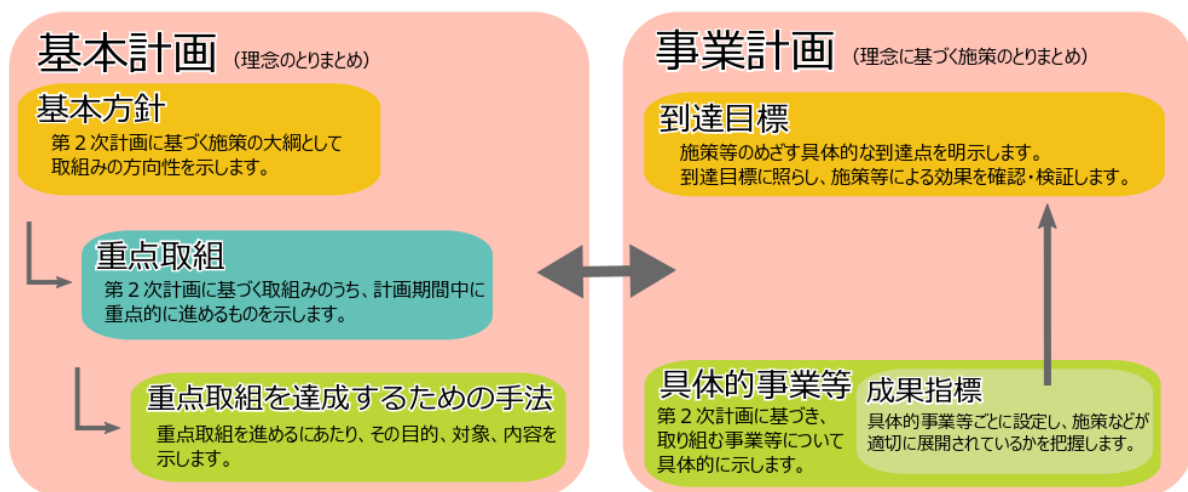 基本計画 (理念のとりまとめ)
基本方針
第2次計画に基づく施策の大綱として
取組みの方向性を示します。
重点取組
第2次計画に基づく取組みのうち、計画期間中に
重点的に進めるものを示します。
重点取組を達成するための手法
重点取組を進めるにあたり、その目的、対象、内容を
示します。
事業計画 (理念に基づく施策のとりまとめ)
到達目標
施策等のめざす具体的な到達点を明示します。
到達目標に照らし、施策等による効果を確認・検証します。
具体的事業等
第2次計画に基づき、
取り組む事業等について
具体的に示します。
成果指標
具体的事業等ごとに設定し、施策などが
適切に展開されているかを把握します。